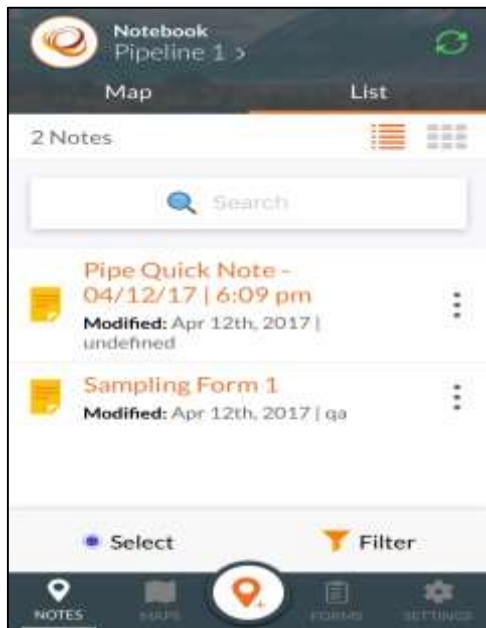 Notebook
Pipeline 1 >
Map List
2 Notes
Search
Pipe Quick Note -
04/12/17 | 6:09 pm
Modified: Apr 12th, 2017 |
undefined
Sampling Form 1
Modified: Apr 12th, 2017 | qa
Select Filter
NOTES MAPS FORMS SETTINGS